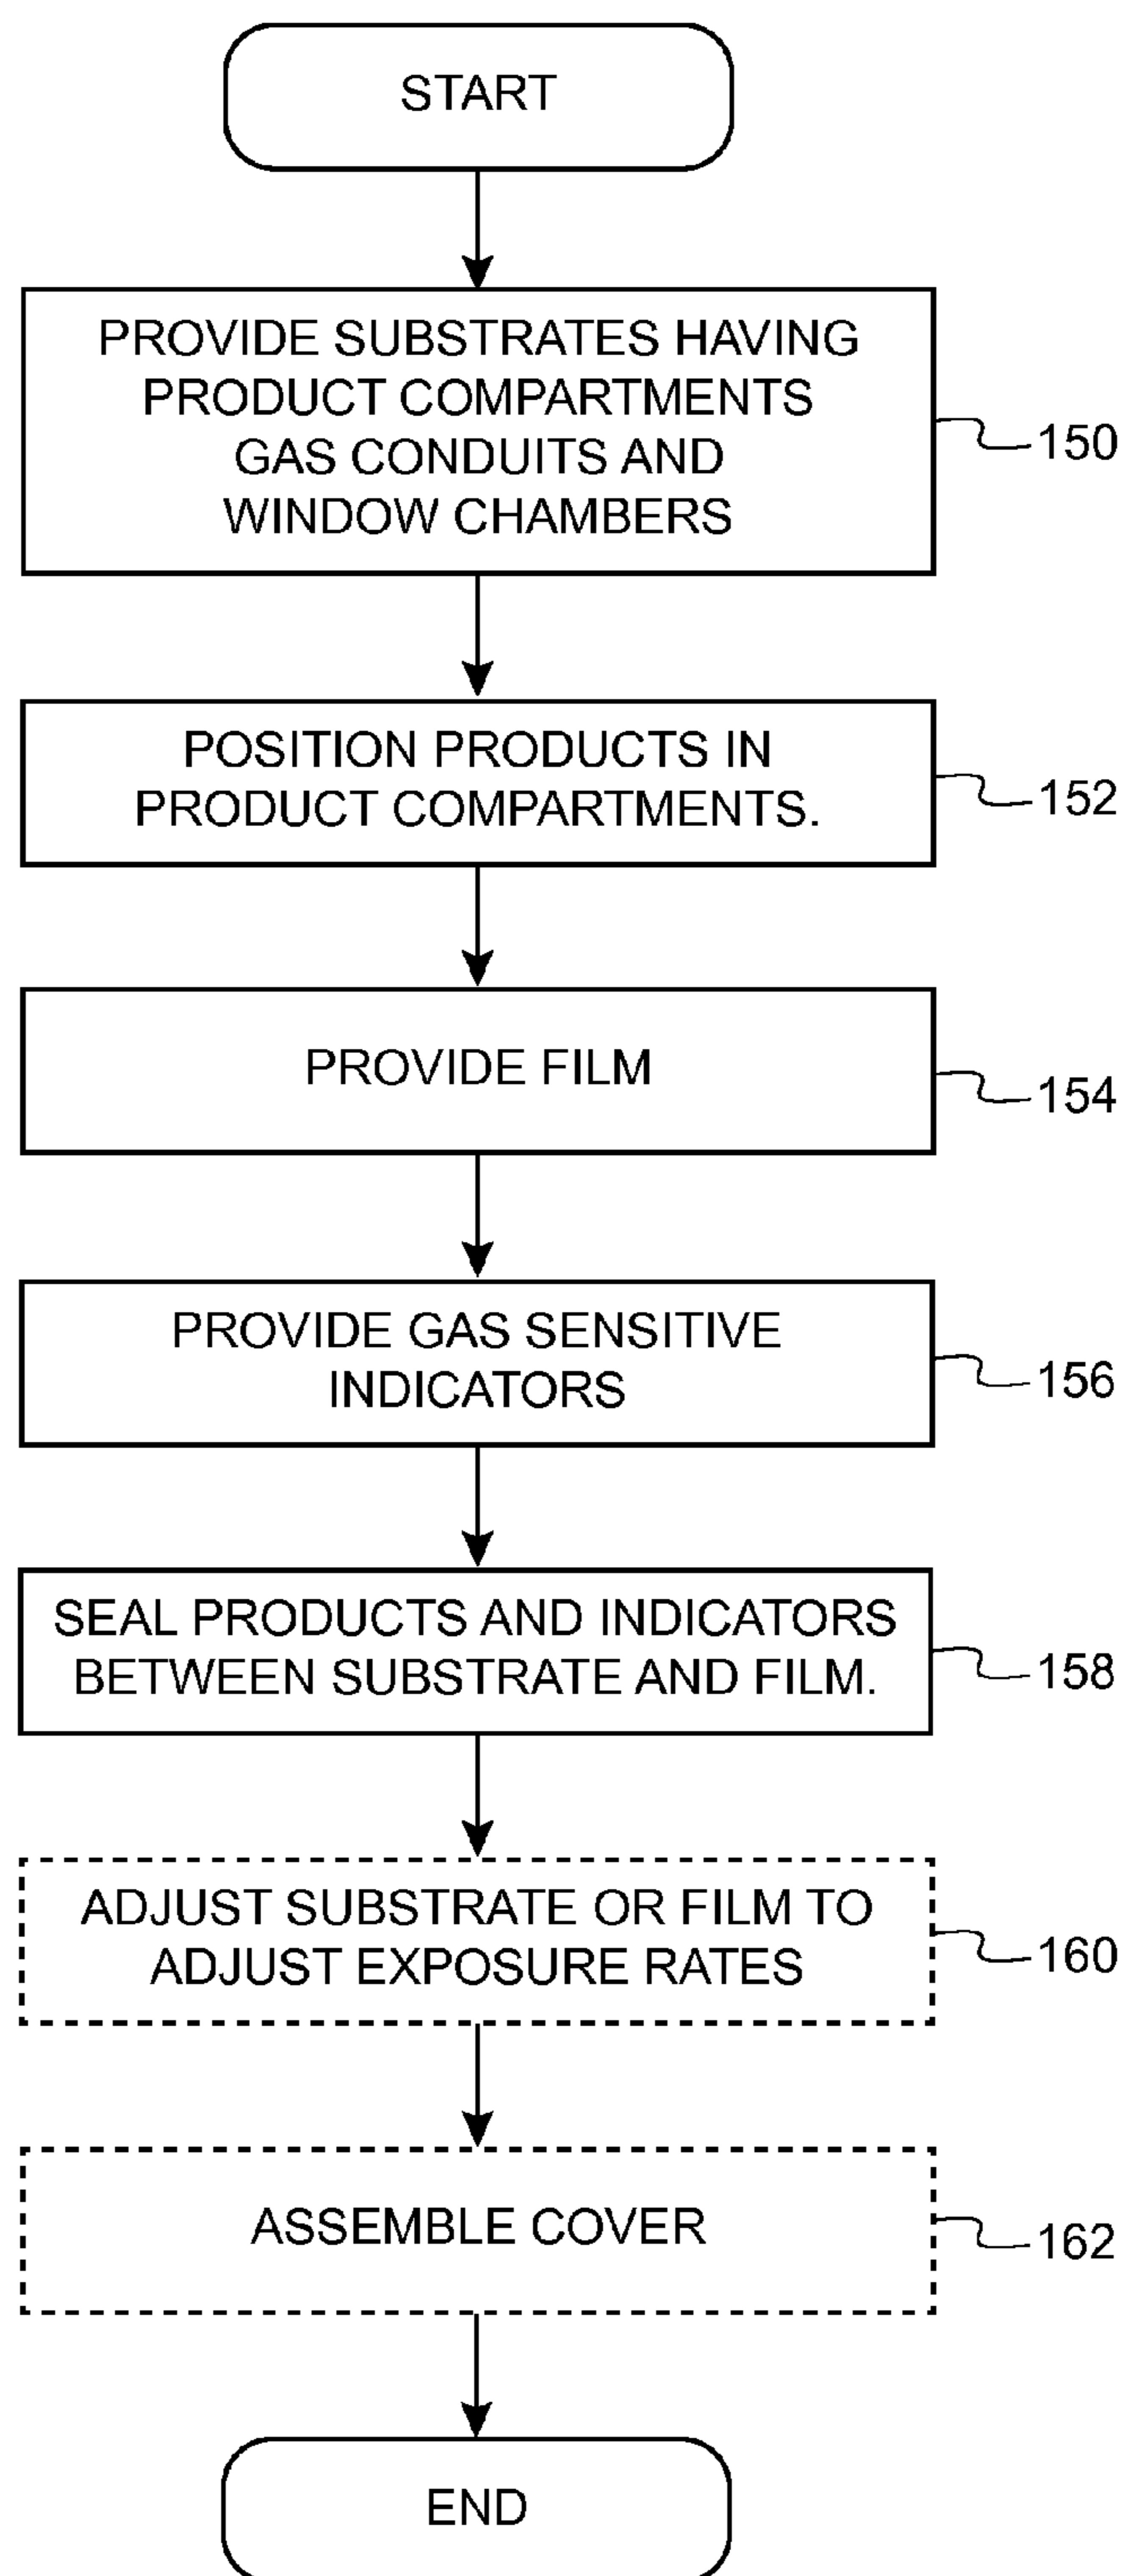 START
PROVIDE SUBSTRATES HAVING
PRODUCT COMPARTMENTS
GAS CONDUITS AND
WINDOW CHAMBERS
150
POSITION PRODUCTS IN
PRODUCT COMPARTMENTS.
152
PROVIDE FILM
154
PROVIDE GAS SENSITIVE
INDICATORS
156
SEAL PRODUCTS AND INDICATORS
BETWEEN SUBSTRATE AND FILM.
158
ADJUST SUBSTRATE OR FILM TO
ADJUST EXPOSURE RATES
160
ASSEMBLE COVER
162
END